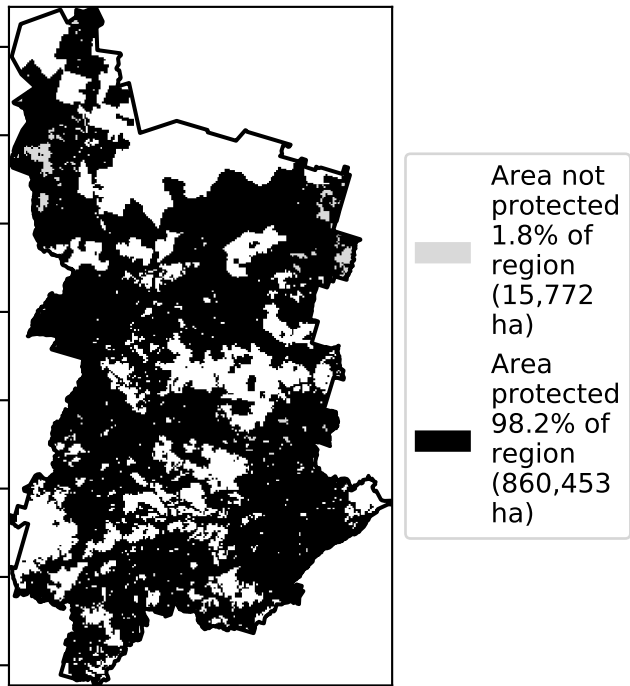 Area not
protected
1.8% of
region
(15,772
ha)
Area
protected
98.2% of
region
(860,453
ha)